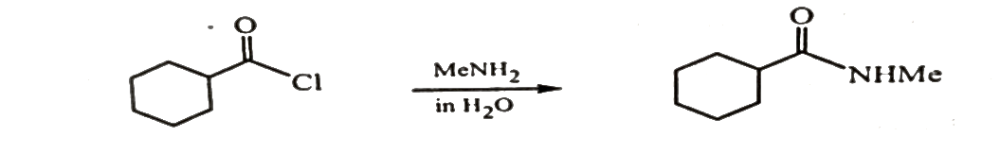 O
Cl
MeNH₂
in H₂O
O
NHMe